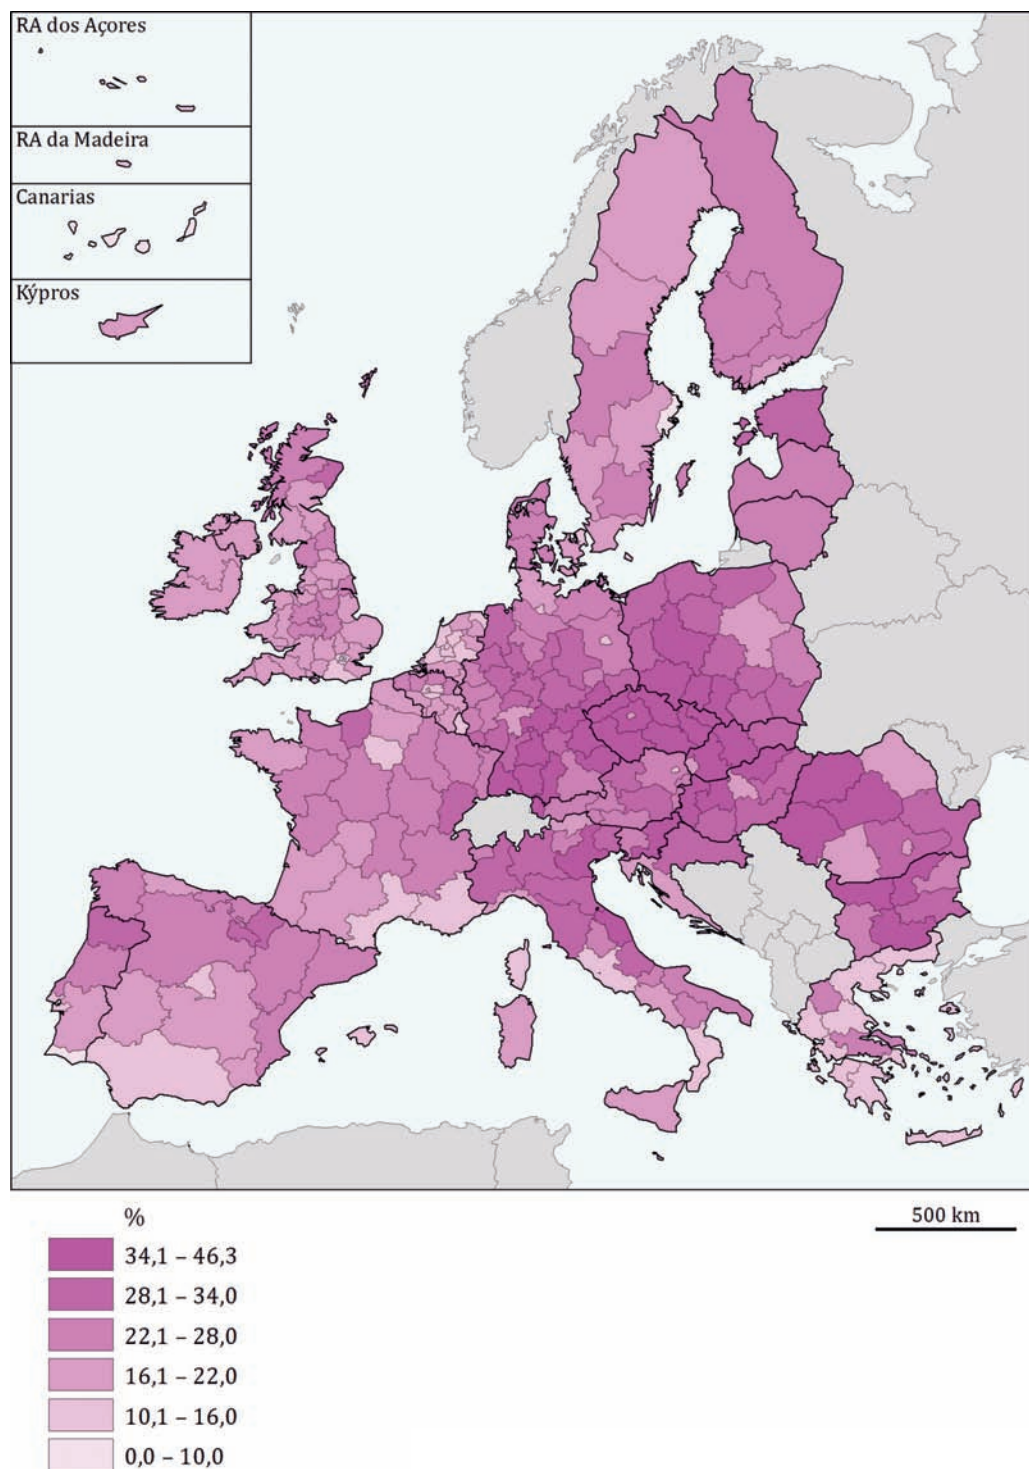 RA dos Açores
RA da Madeira
Canarias
Kýpros
%
500 km
34,1 – 46,3
28,1 – 34,0
22,1 – 28,0
16,1 – 22,0
10,1 – 16,0
0,0 – 10,0